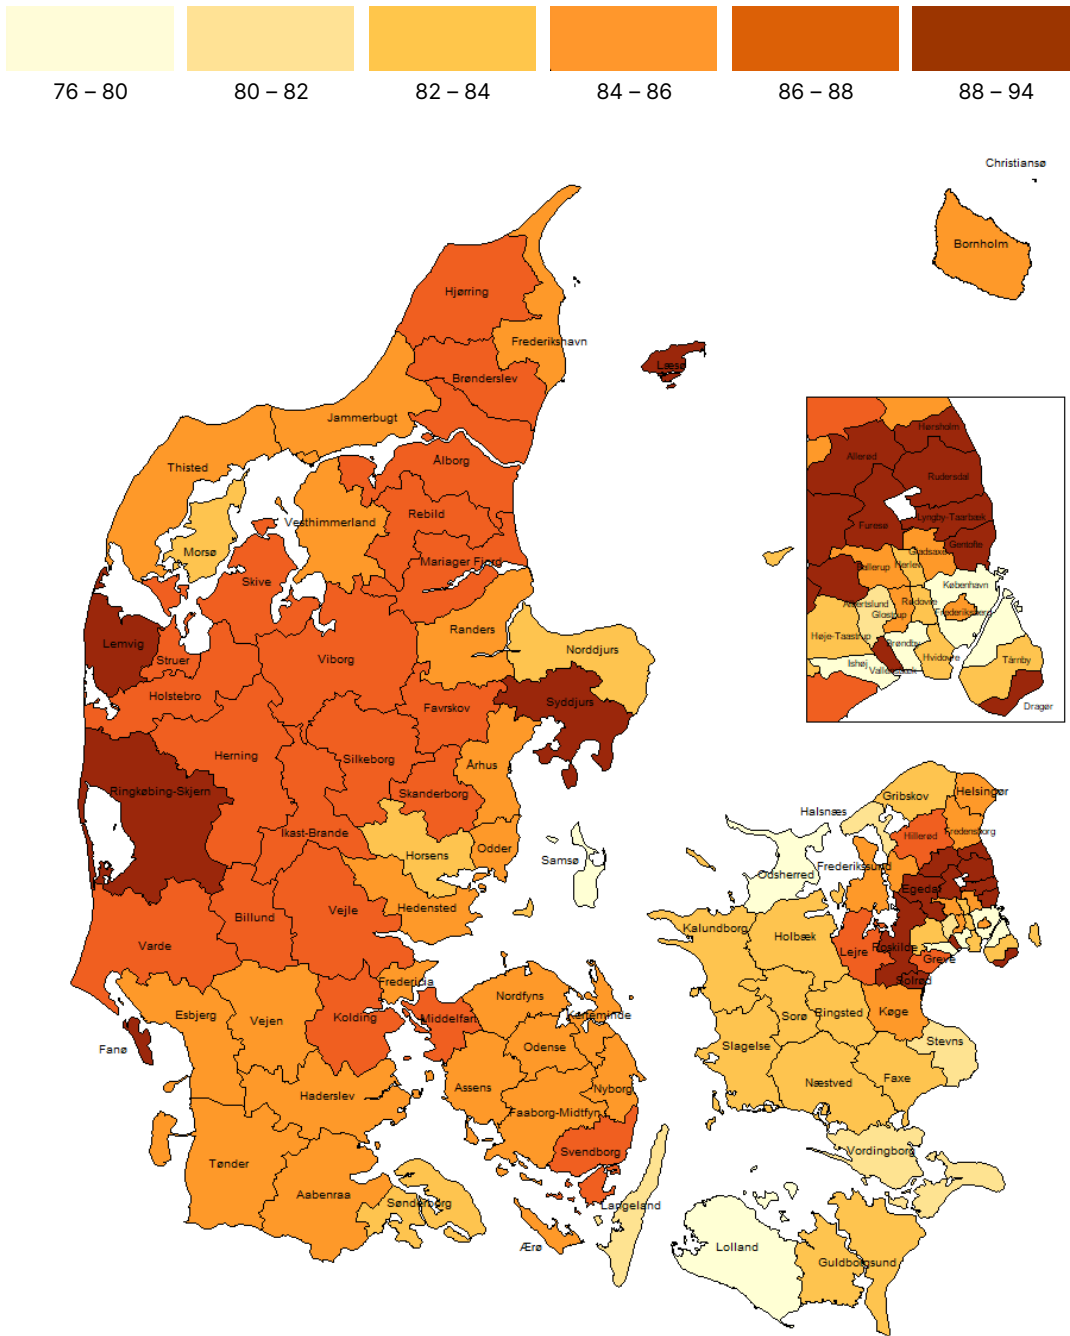 76 – 80
80 – 82
82 – 84
84 – 86
86 – 88
88 – 94
Christiansø
Bornholm
Hjørring
Frederikshavn
Læsø
Brønderslev
Jammerbugt
Thisted
Ålborg
Vesthimmerland
Rebild
Morsø
Mariager Fjord
Skive
Randers
Lemvig
Struer
Viborg
Norddjurs
Holstebro
Favrskov
Syddjurs
Herning
Silkeborg
Århus
Ringkøbing-Skjern
Skanderborg
Ikast-Brande
Horsens
Odder
Samsø
Hedensted
Billund
Vejle
Varde
Fredericia
Esbjerg
Vejen
Kolding
Middelfart
Nordfyns
Kerteminde
Fanø
Odense
Assens
Nyborg
Haderslev
Faaborg-Midtfyn
Svendborg
Tønder
Aabenraa
Sønderborg
Langeland
Ærø
Hørsholm
Allerød
Rudersdal
Lyngby-Taarbæk
Furesø
Gentofte
Gladsaxe
Ballerup
Herlev
København
Albertslund
Rødovre
Glostrup
Frederiksberg
Høje-Taastrup
Brøndby
Hvidovre
Ishøj
Vallensbæk
Tårnby
Dragør
Gribskov
Helsingør
Halsnæs
Hillerød
Fredensborg
Odsherred
Frederikssund
Egedal
Kalundborg
Holbæk
Lejre
Roskilde
Greve
Solrød
Sorø
Ringsted
Køge
Slagelse
Stevns
Næstved
Faxe
Vordingborg
Lolland
Guldborgsund